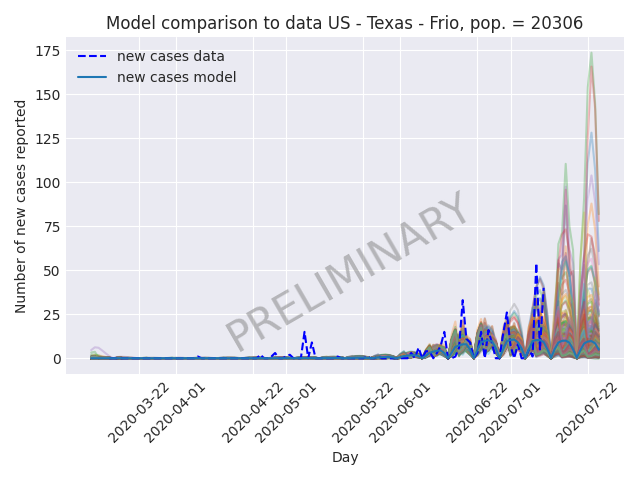 Model comparison to data US - Texas - Frio, pop. = 20306
new cases data
new cases model
PRELIMINARY
Number of new cases reported
175
150
125
100
75
50
25
0
2020-03-22
2020-04-01
2020-04-22
2020-05-01
2020-05-22
2020-06-01
2020-06-22
2020-07-01
2020-07-22
Day